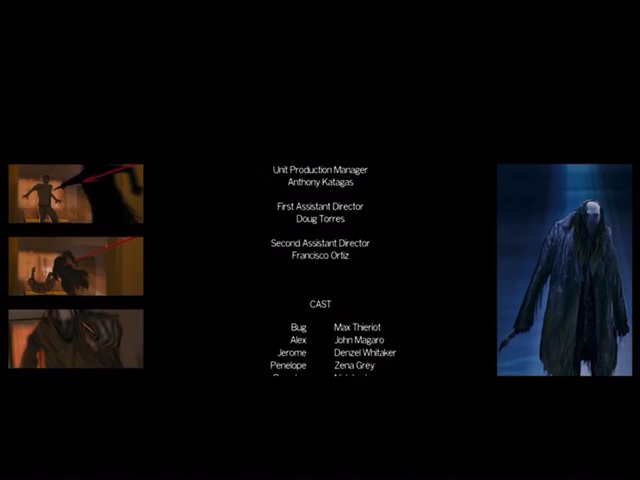 Unit Production Manager
Anthony Katagas
First Assistant Director
Doug Torres
Second Assistant Director
Francisco Ortiz
CAST
Bug Max Thieriot
Alex John Magaro
Jerome Denzel Whitaker
Penelope Zena Grey